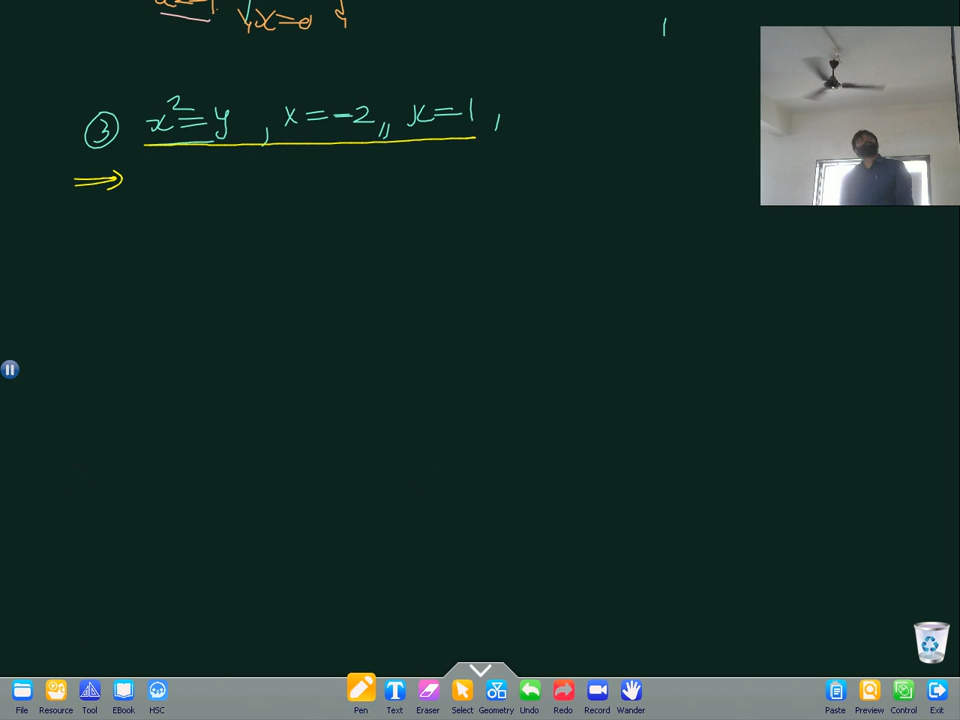 x=0
③ x²=y , x=-2,, x=1 ,
⟹
File Resource Tool EBook HSC Pen Text Eraser Select Geometry Undo Redo Record Wander Paste Preview Control Exit